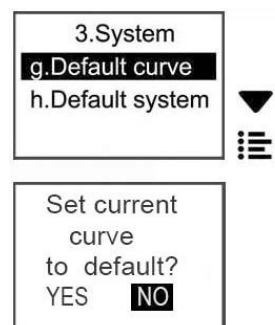 3.System
g.Default curve
h.Default system
Set current
curve
to default?
YES NO